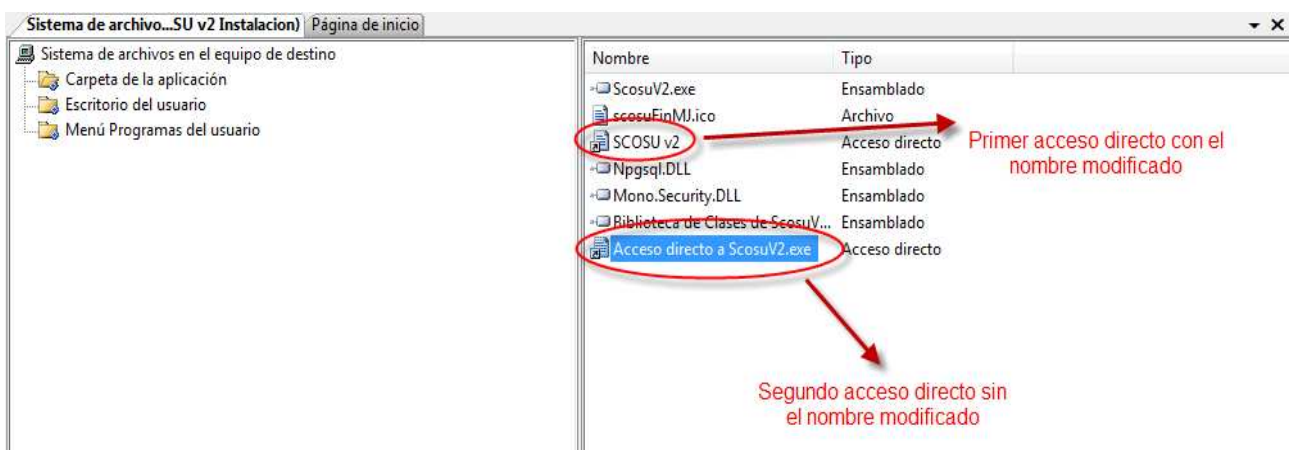 Sistema de archivo...SU v2 Instalacion) Página de inicio
Sistema de archivos en el equipo de destino
Carpeta de la aplicación
Escritorio del usuario
Menú Programas del usuario
Nombre Tipo
ScosuV2.exe Ensamblado
scosuFinMJ.ico Archivo
SCOSU v2 Acceso directo
Npgsql.DLL Ensamblado
Mono.Security.DLL Ensamblado
Biblioteca de Clases de ScosuV... Ensamblado
Acceso directo a ScosuV2.exe Acceso directo
Primer acceso directo con el
nombre modificado
Segundo acceso directo sin
el nombre modificado